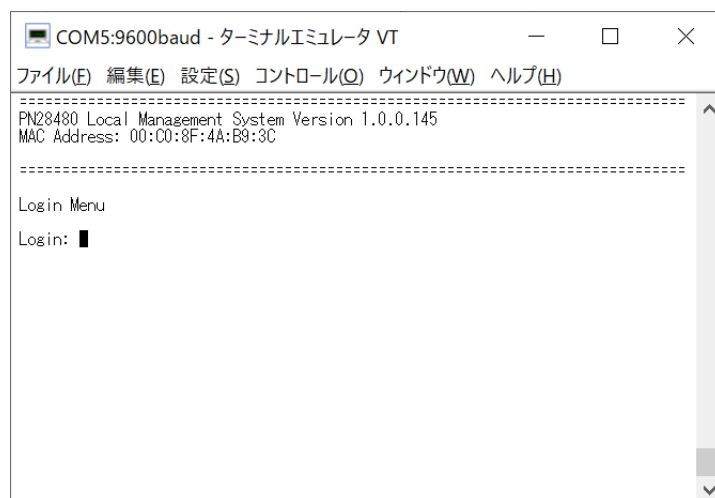 COM5:9600baud - ターミナルエミュレータ VT
ファイル(F) 編集(E) 設定(S) コントロール(O) ウィンドウ(W) ヘルプ(H)
=================================================================================
PN28480 Local Management System Version 1.0.0.145
MAC Address: 00:C0:8F:4A:B9:3C
=================================================================================
Login Menu
Login: